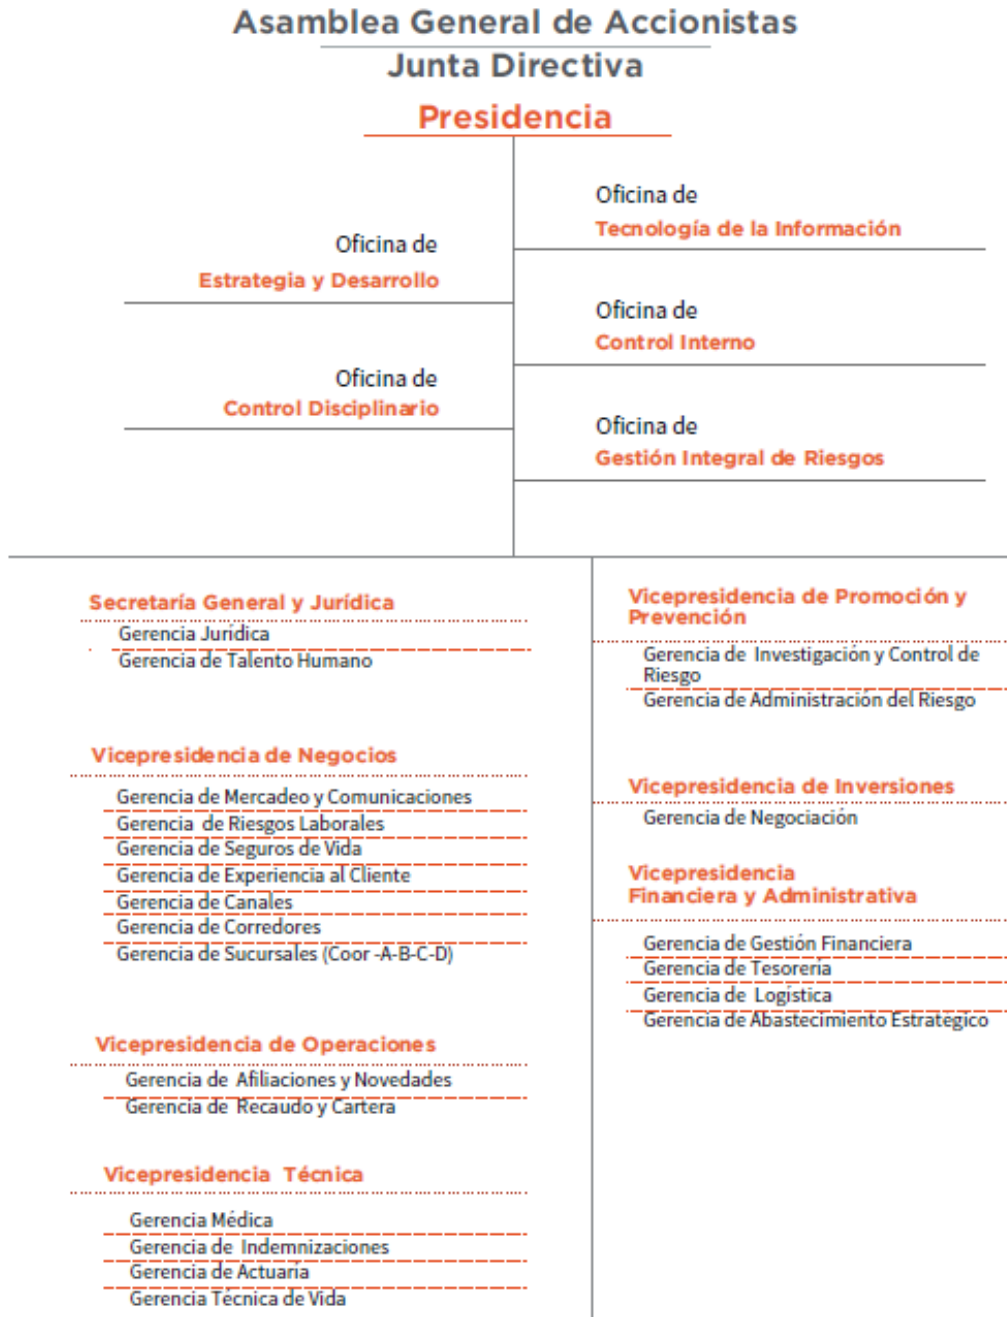 Asamblea General de Accionistas
Junta Directiva
Presidencia
Oficina de
Estrategia y Desarrollo
Oficina de
Control Disciplinario
Oficina de
Tecnología de la Información
Oficina de
Control Interno
Oficina de
Gestión Integral de Riesgos
Secretaría General y Jurídica
Gerencia Jurídica
Gerencia de Talento Humano
Vicepresidencia de Negocios
Gerencia de Mercadeo y Comunicaciones
Gerencia de Riesgos Laborales
Gerencia de Seguros de Vida
Gerencia de Experiencia al Cliente
Gerencia de Canales
Gerencia de Corredores
Gerencia de Sucursales (Coor -A-B-C-D)
Vicepresidencia de Operaciones
Gerencia de Afiliaciones y Novedades
Gerencia de Recaudo y Cartera
Vicepresidencia Técnica
Gerencia Médica
Gerencia de Indemnizaciones
Gerencia de Actuaría
Gerencia Técnica de Vida
Vicepresidencia de Promoción y
Prevención
Gerencia de Investigación y Control de
Riesgo
Gerencia de Administración del Riesgo
Vicepresidencia de Inversiones
Gerencia de Negociación
Vicepresidencia
Financiera y Administrativa
Gerencia de Gestión Financiera
Gerencia de Tesorería
Gerencia de Logística
Gerencia de Abastecimiento Estratégico